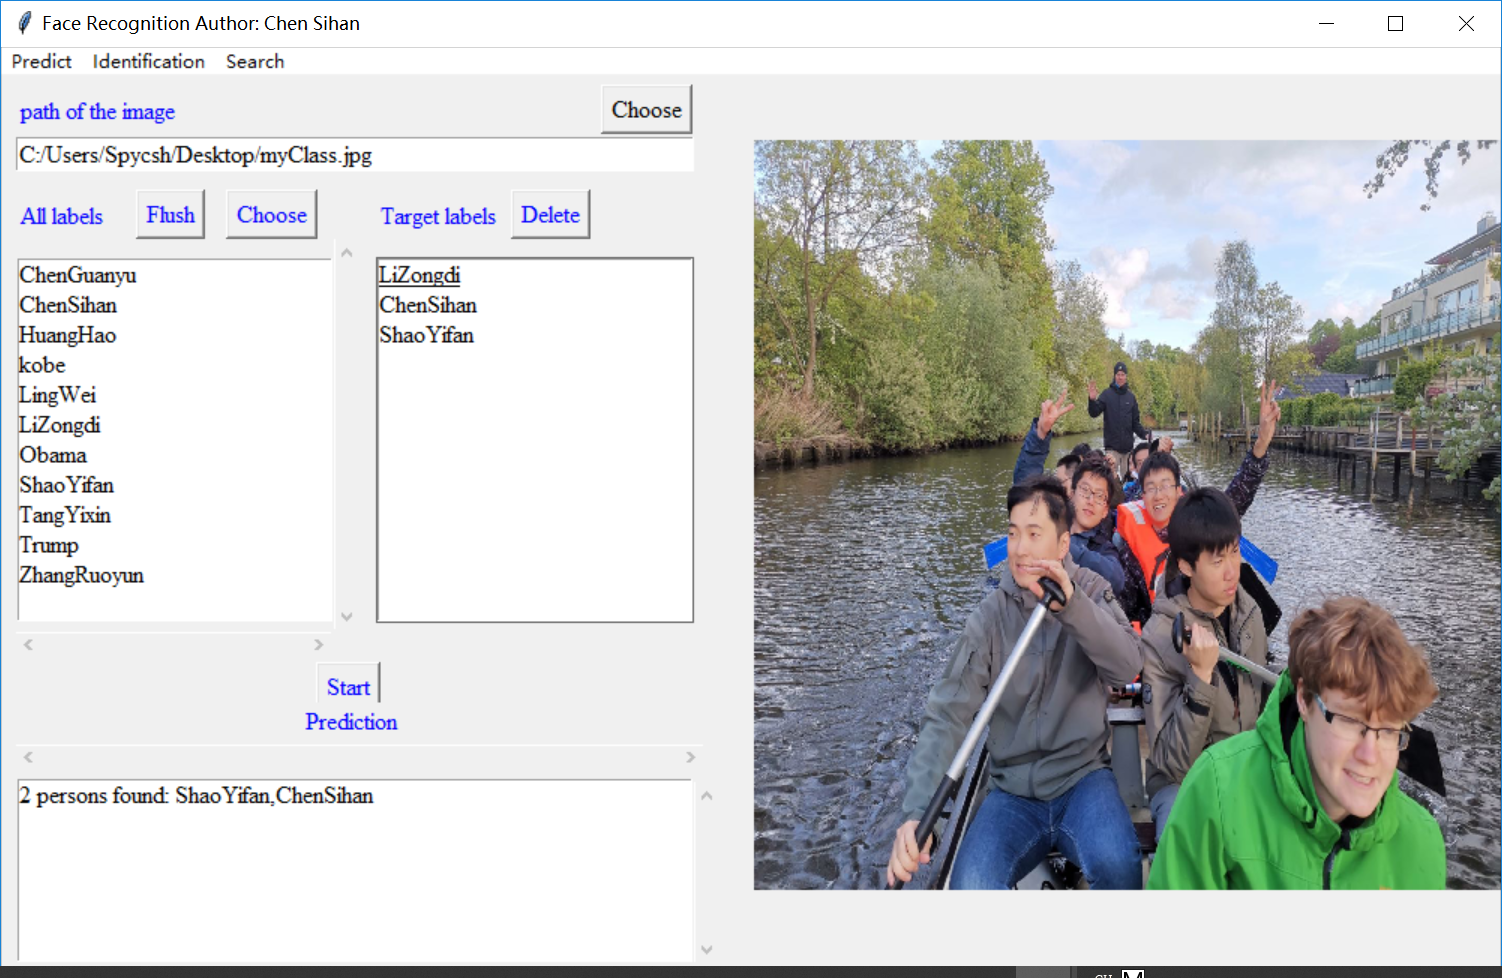 Face Recognition Author: Chen Sihan
Predict Identification Search
path of the image
Choose
C:/Users/Spycsh/Desktop/myClass.jpg
All labels
Flush
Choose
Target labels
Delete
ChenGuanyu
ChenSihan
HuangHao
kobe
LingWei
LiZongdi
Obama
ShaoYifan
TangYixin
Trump
ZhangRuoyun
LiZongdi
ChenSihan
ShaoYifan
Start
Prediction
2 persons found: ShaoYifan,ChenSihan